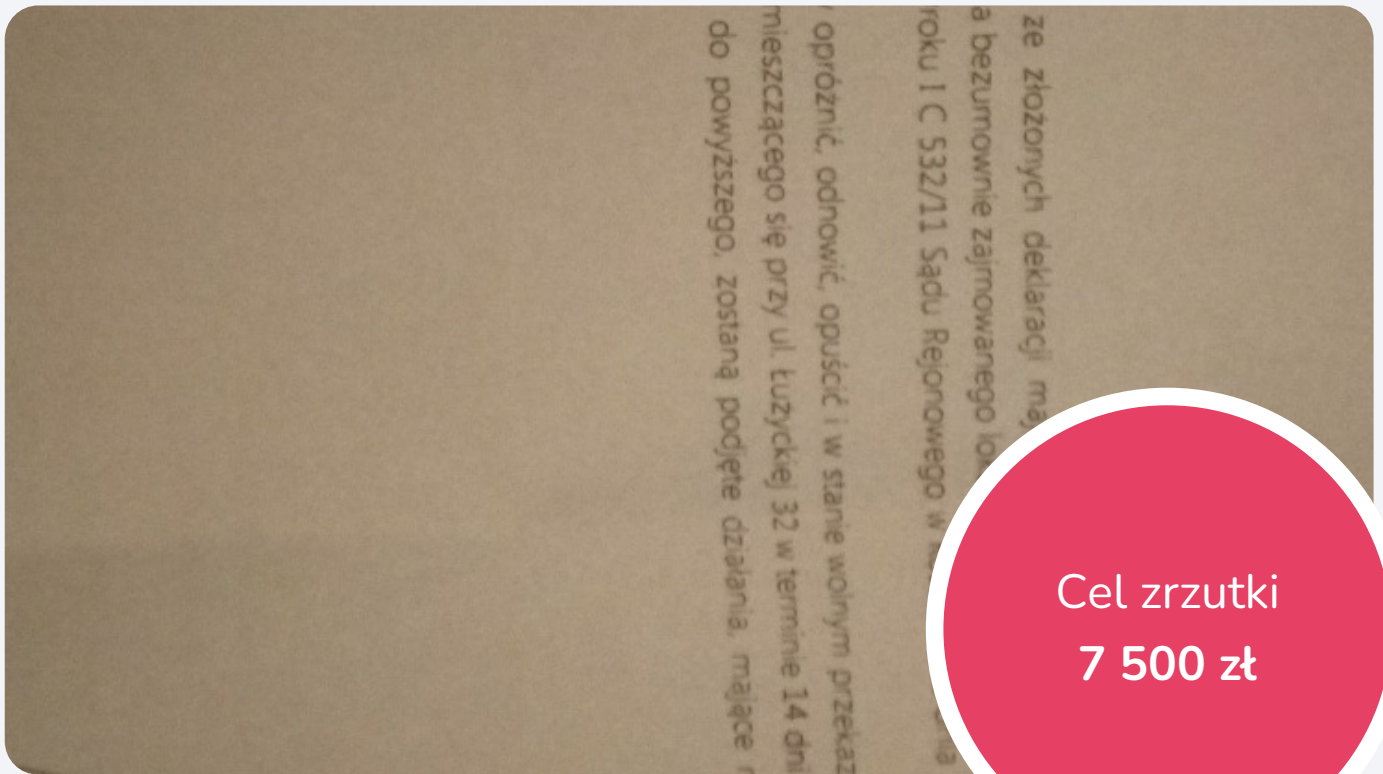 ze złożonych deklaracji
a bezumownie zajmowanego
roku I C 532/11 Sądu Rejonowego w
opróżnić, odnowić, opuścić i w stanie wolnym
mieszczącego się przy ul. Łużyckiej 32 w terminie 14 dni
do powyższego, zostaną podjęte działania, mające
Cel zrzutki
7 500 zł